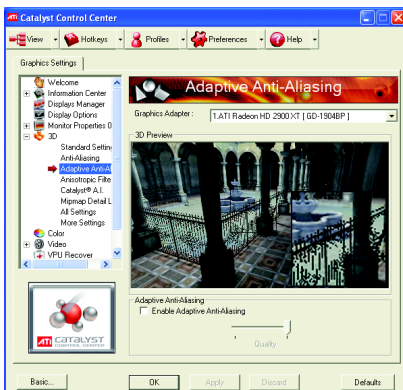 ATI Catalyst Control Center
View
Hotkeys
Profiles
Preferences
Help
Graphics Settings
Welcome
Information Center
Displays Manager
Display Options
Monitor Properties 0
3D
Standard Settin
Anti-Aliasing
Adaptive Anti-Al
Anisotropic Filte
Catalyst® A.I.
Mipmap Detail L
All Settings
More Settings
Color
Video
VPU Recover
ATI CATALYST
CONTROL CENTER
Adaptive Anti-Aliasing
Graphics Adapter :
1.ATI Radeon HD 2900 XT [ GD-1904BP ]
3D Preview
Adaptive Anti-Aliasing
Enable Adaptive Anti-Aliasing
Quality
Basic...
OK
Apply
Discard
Defaults